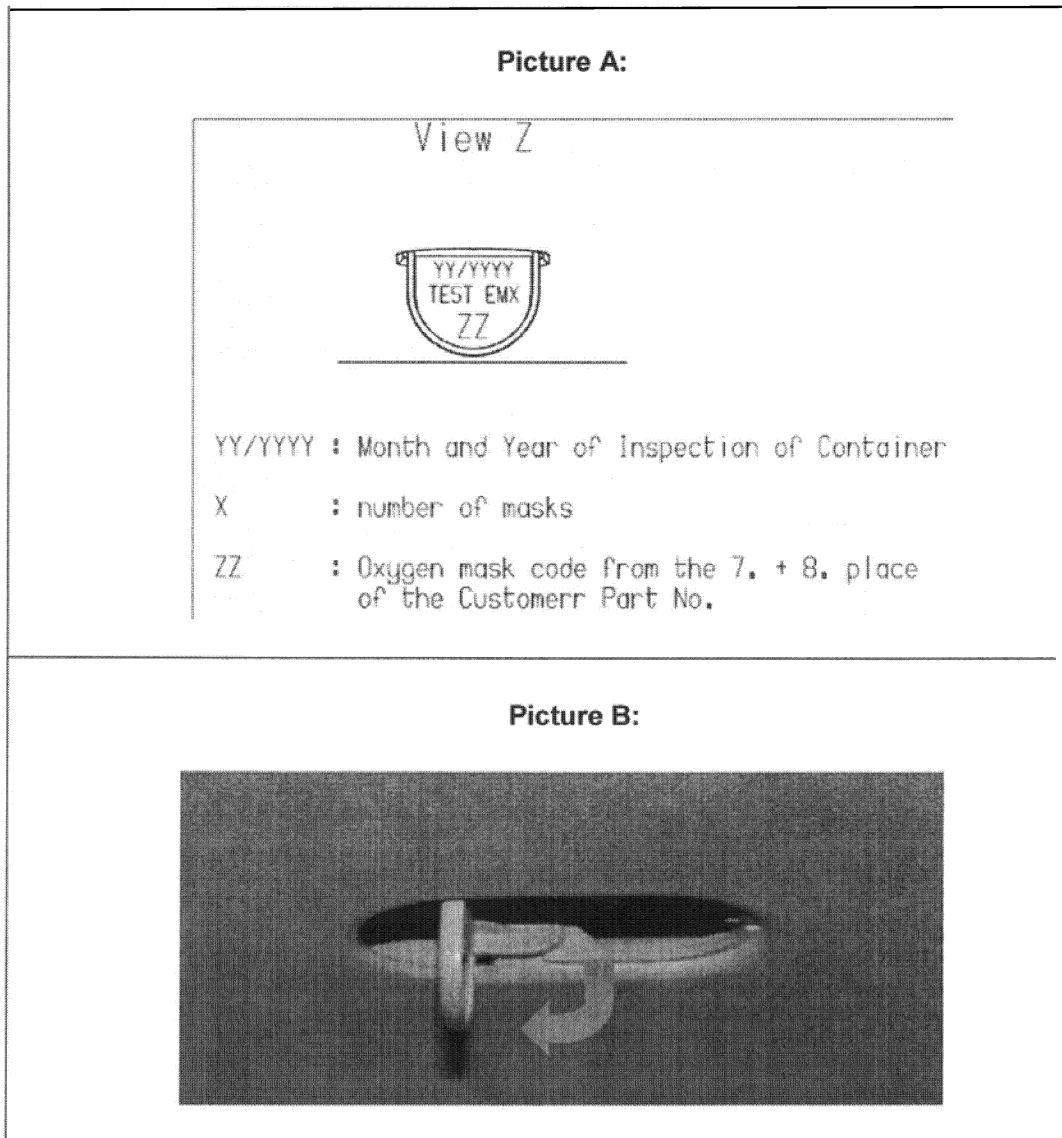 Picture A:
View Z
YY/YYYY
TEST EMX
ZZ
YY/YYYY : Month and Year of Inspection of Container
X : number of masks
ZZ : Oxygen mask code from the 7. + 8. place
of the Customerr Part No.
Picture B: